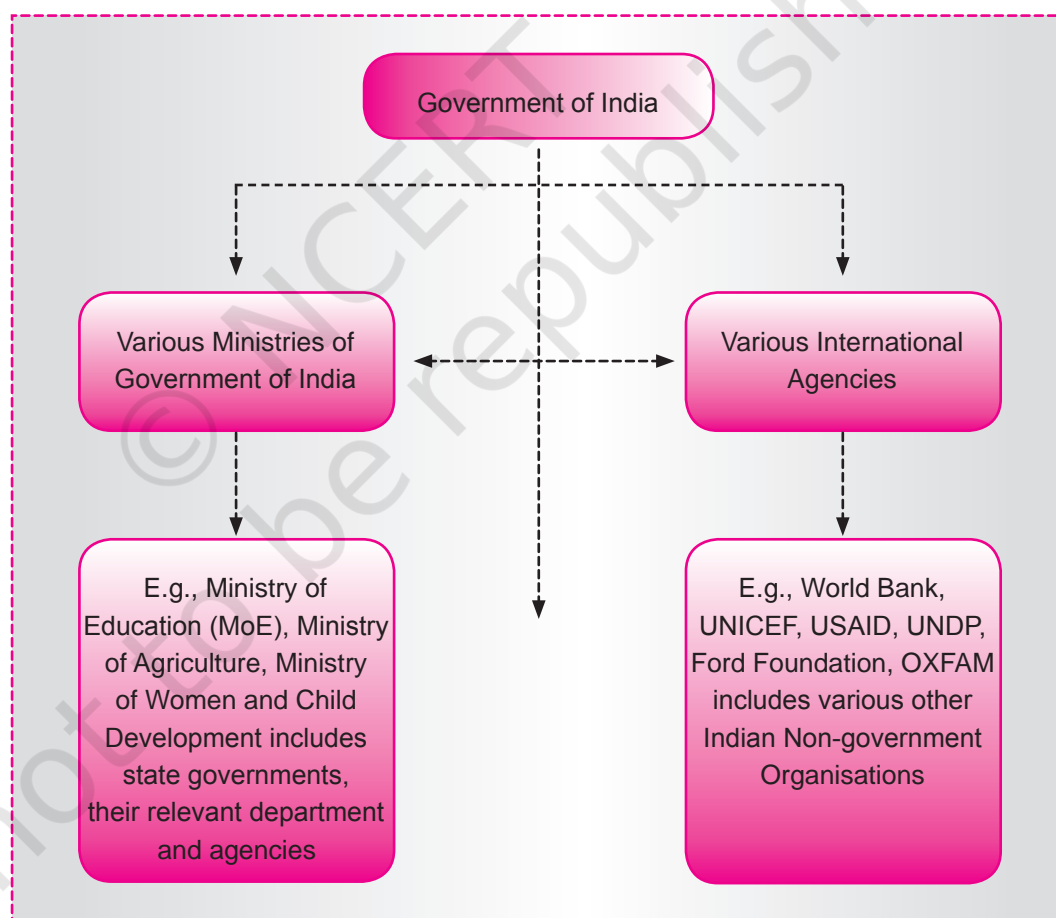 Government of India
Various Ministries of
Government of India
Various International
Agencies
E.g., Ministry of
Education (MoE), Ministry
of Agriculture, Ministry
of Women and Child
Development includes
state governments,
their relevant department
and agencies
E.g., World Bank,
UNICEF, USAID, UNDP,
Ford Foundation, OXFAM
includes various other
Indian Non-government
Organisations
© NCERT
not to be republish